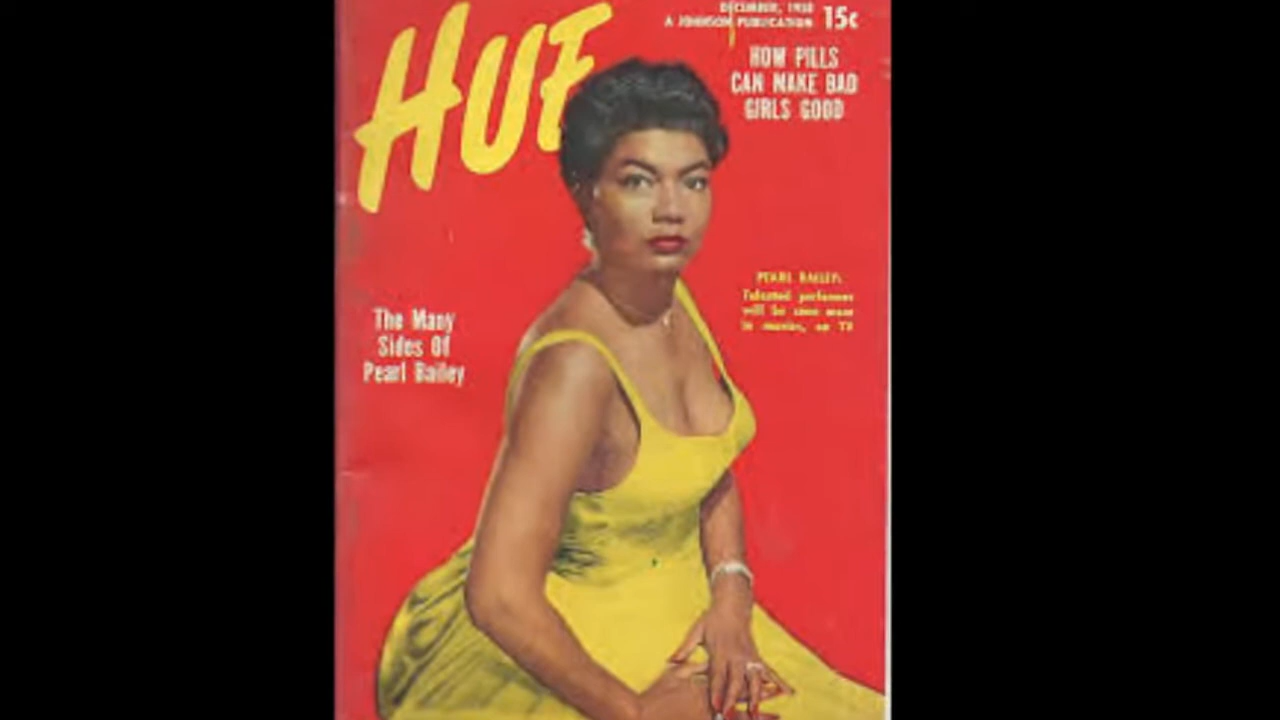 HUE
DECEMBER, 1958
A JOHNSON PUBLICATION 15¢
HOW PILLS
CAN MAKE BAD
GIRLS GOOD
The Many
Sides Of
Pearl Bailey
PEARL BAILEY:
Talented performer
will be seen more
in movies, on TV